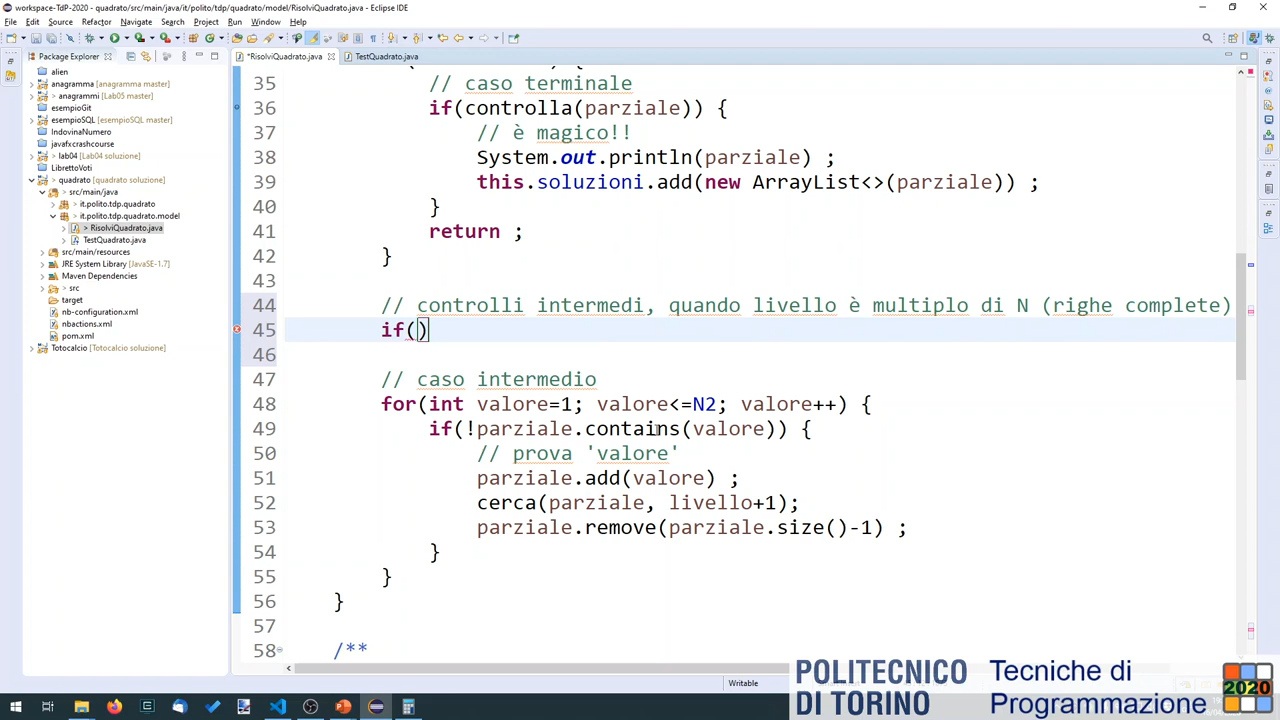 workspace-TdP-2020 - quadrato/src/main/java/it/polito/tdp/quadrato/model/RisolviQuadrato.java - Eclipse IDE
File Edit Source Refactor Navigate Search Project Run Window Help
Package Explorer
*RisolviQuadrato.java
TestQuadrato.java
alien
anagramma [anagramma master]
> anagrammi [Lab05 master]
esempioGit
esempioSQL [esempioSQL master]
IndovinaNumero
javafxcrashcourse
> lab04 [Lab04 soluzione]
LibrettoVoti
> quadrato [quadrato soluzione]
> src/main/java
> it.polito.tdp.quadrato
> it.polito.tdp.quadrato.model
> RisolviQuadrato.java
TestQuadrato.java
src/main/resources
JRE System Library [JavaSE-1.7]
Maven Dependencies
> src
target
nb-configuration.xml
nbactions.xml
pom.xml
Totocalcio [Totocalcio soluzione]
35 // caso terminale
36 if(controlla(parziale)) {
37 // è magico!!
38 System.out.println(parziale) ;
39 this.soluzioni.add(new ArrayList<>(parziale)) ;
40 }
41 return ;
42 }
43
44 // controlli intermedi, quando livello è multiplo di N (righe complete)
45 if()
46
47 // caso intermedio
48 for(int valore=1; valore<=N2; valore++) {
49 if(!parziale.contains(valore)) {
50 // prova 'valore'
51 parziale.add(valore) ;
52 cerca(parziale, livello+1);
53 parziale.remove(parziale.size()-1) ;
54 }
55 }
56 }
57
58 /**
Writable
POLITECNICO
DI TORINO
Tecniche di
Programmazione
2020